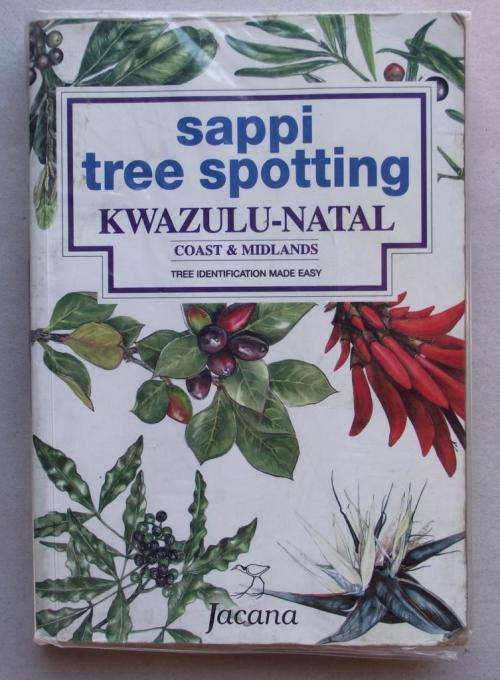 sappi
tree spotting
KWAZULU-NATAL
COAST & MIDLANDS
TREE IDENTIFICATION MADE EASY
Jacana